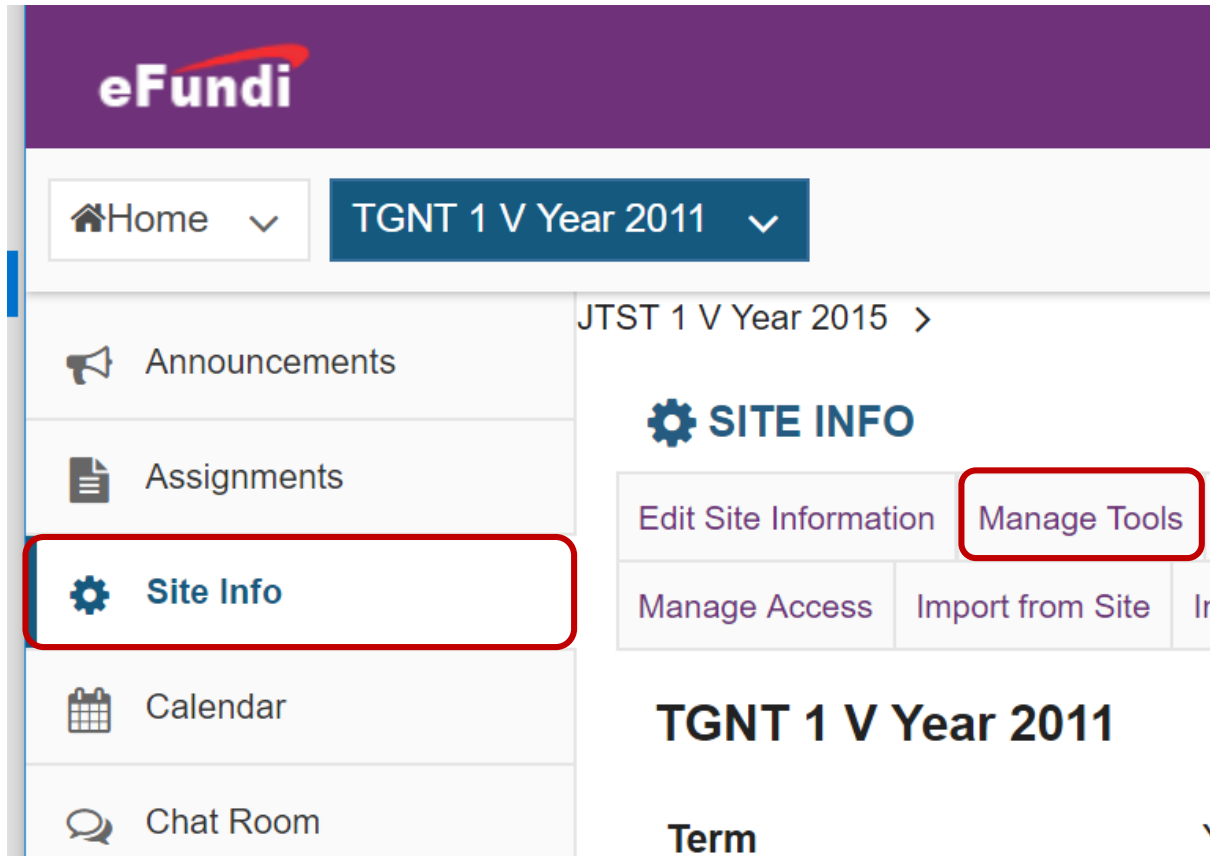 eFundi
Home
TGNT 1 V Year 2011
JTST 1 V Year 2015 >
Announcements
SITE INFO
Assignments
Edit Site Information
Manage Tools
Site Info
Manage Access
Import from Site
Calendar
TGNT 1 V Year 2011
Chat Room
Term